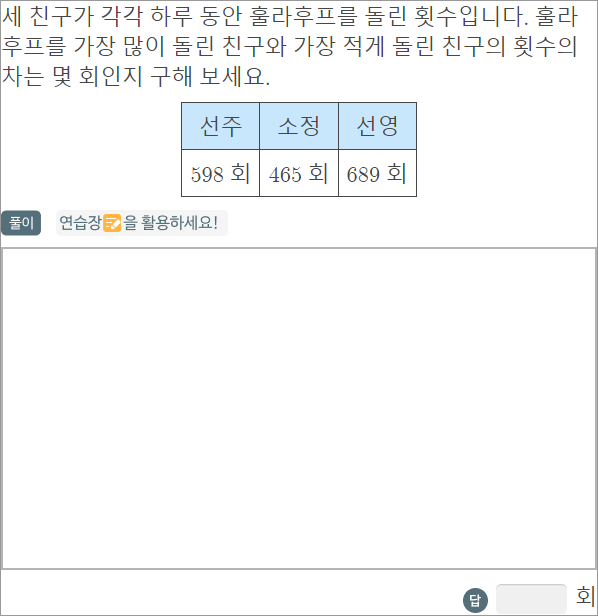 세 친구가 각각 하루 동안 훌라후프를 돌린 횟수입니다. 훌라
후프를 가장 많이 돌린 친구와 가장 적게 돌린 친구의 횟수의
차는 몇 회인지 구해 보세요.
선주 소정 선영
598 회 465 회 689 회
풀이 연습장을 활용하세요!
답 회